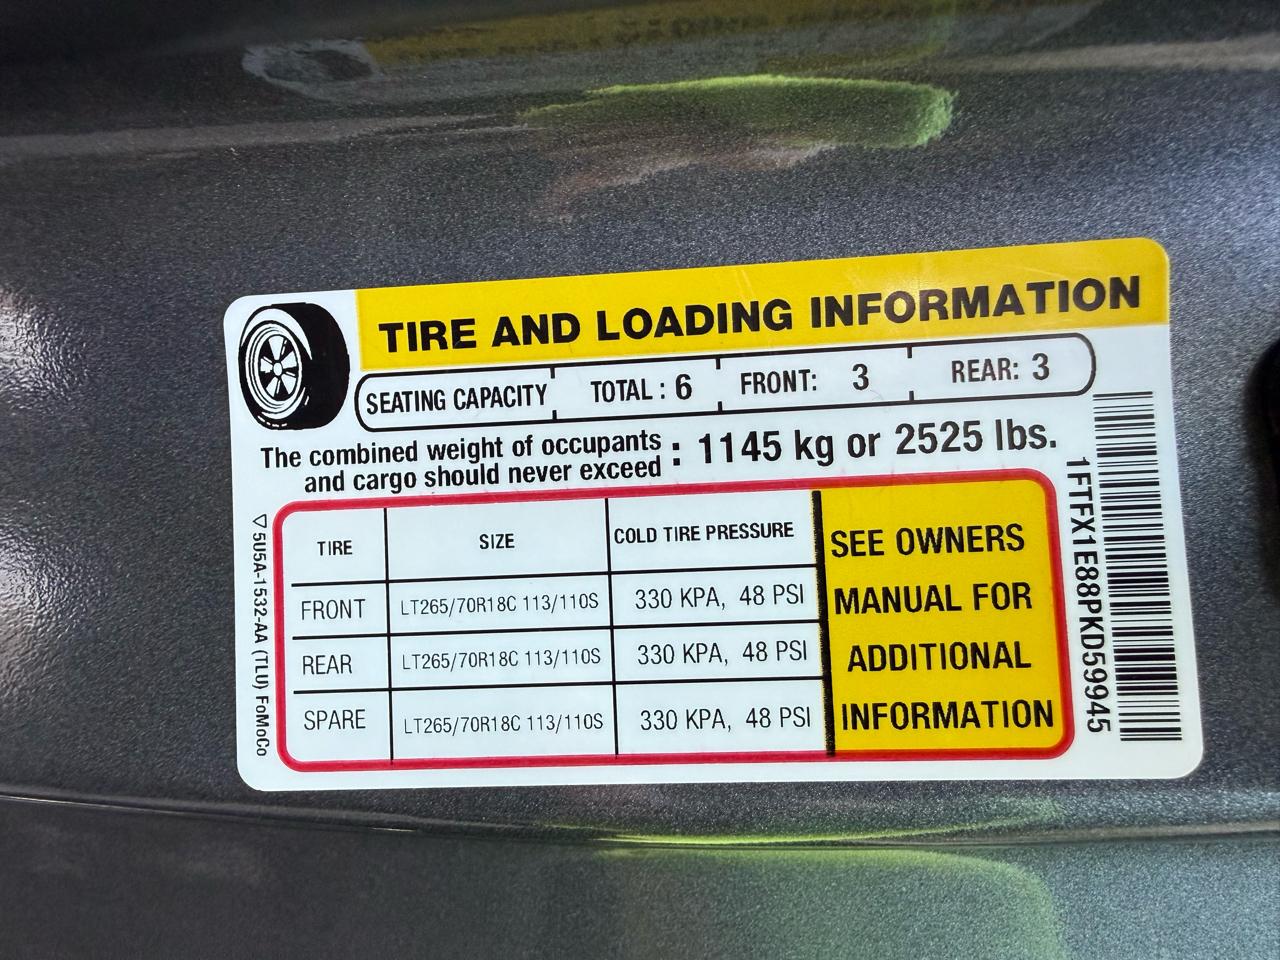 TIRE AND LOADING INFORMATION
SEATING CAPACITY TOTAL : 6 FRONT: 3 REAR: 3
The combined weight of occupants
and cargo should never exceed : 1145 kg or 2525 lbs.
TIRE SIZE COLD TIRE PRESSURE
FRONT LT265/70R18C 113/110S 330 KPA, 48 PSI
REAR LT265/70R18C 113/110S 330 KPA, 48 PSI
SPARE LT265/70R18C 113/110S 330 KPA, 48 PSI
SEE OWNERS
MANUAL FOR
ADDITIONAL
INFORMATION
1FTFX1E88PKD59945
5U5A-1532-AA (TLU) FoMoCo